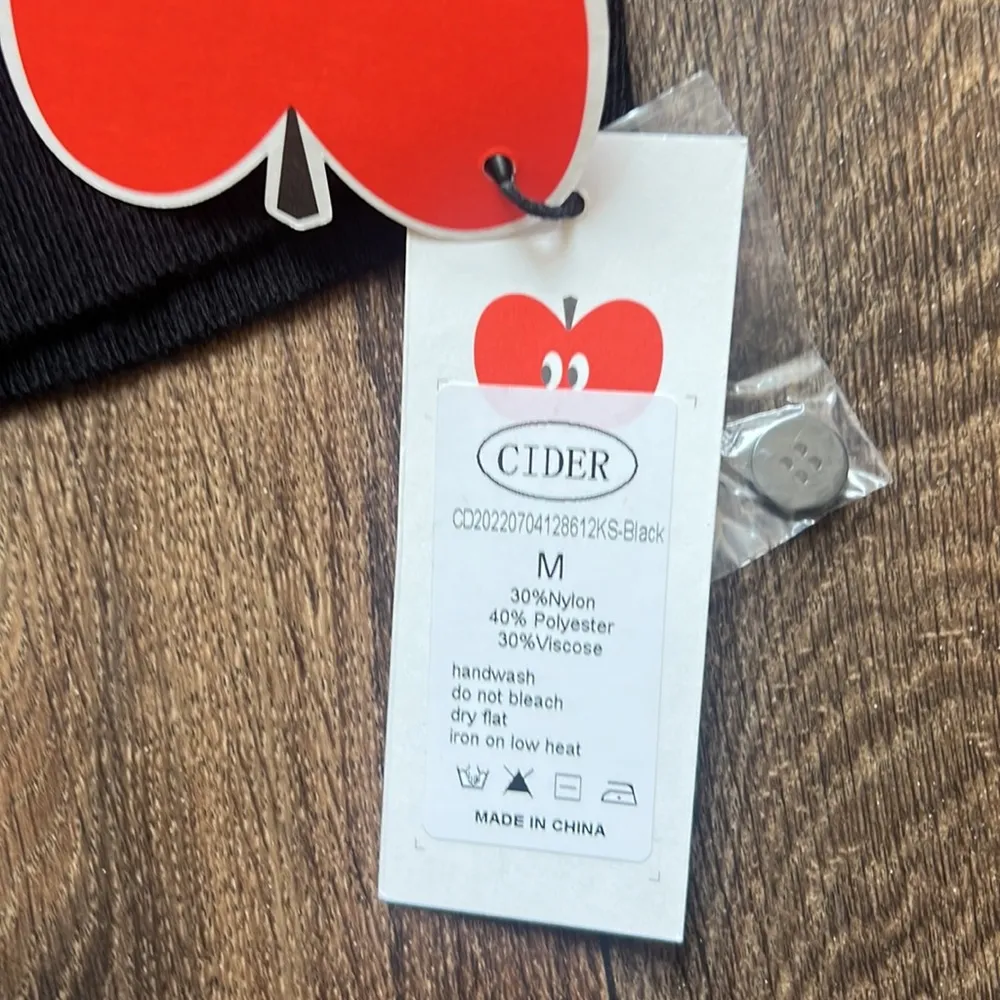 CIDER
CD20220704128612KS-Black
M
30%Nylon
40% Polyester
30%Viscose
handwash
do not bleach
dry flat
iron on low heat
MADE IN CHINA